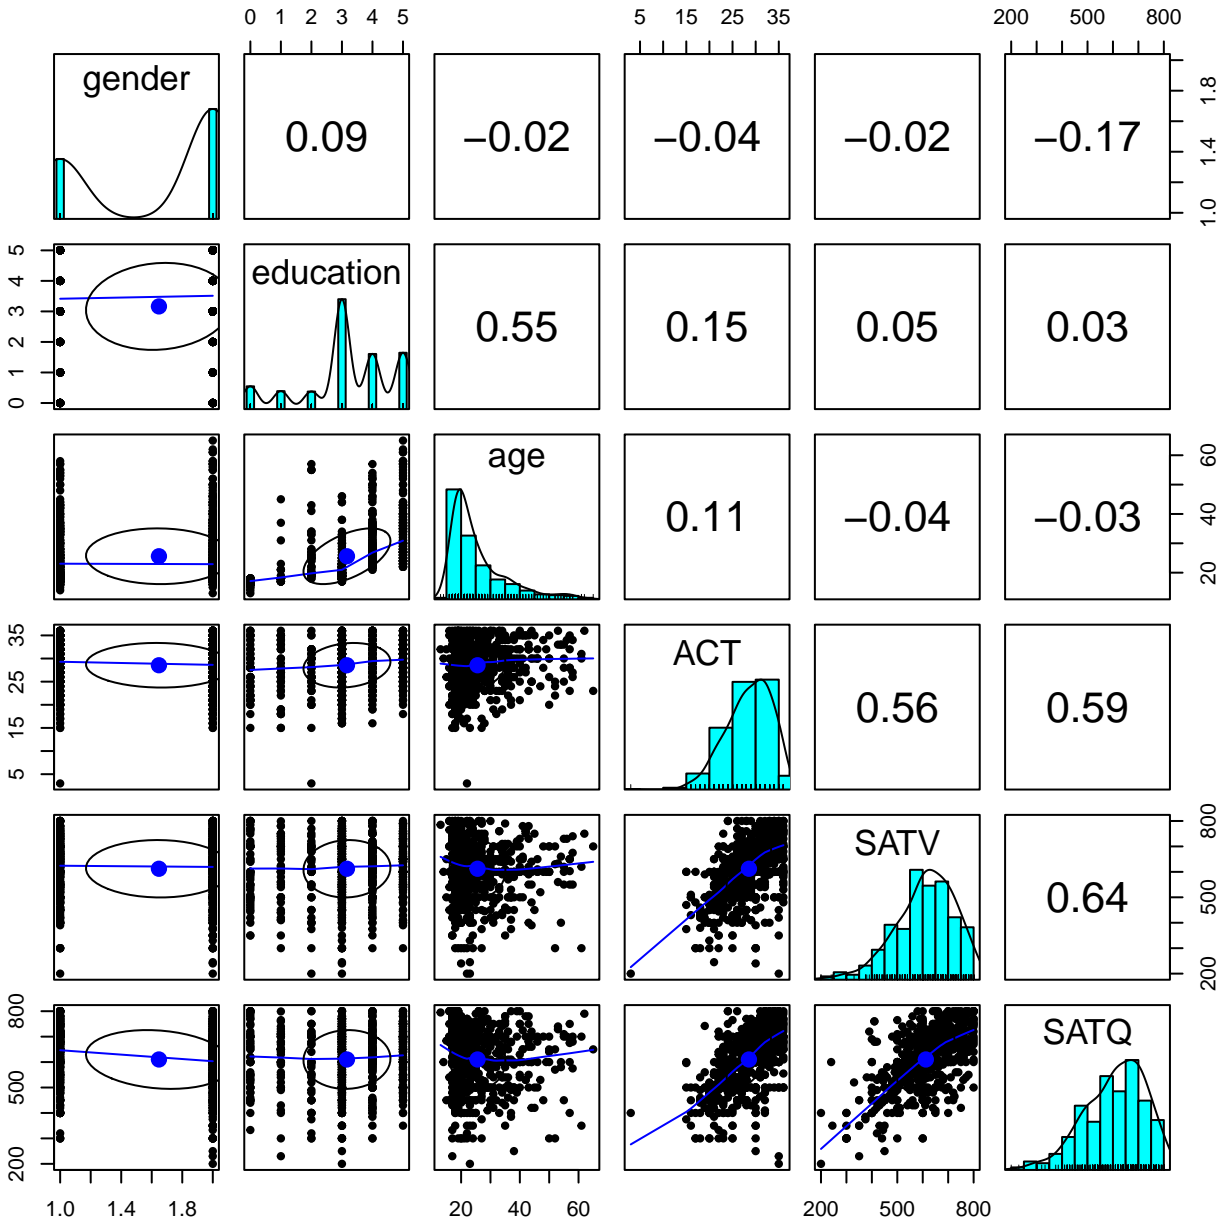 0 1 2 3 4 5 5 15 25 35 200 500 800
gender 0.09 −0.02 −0.04 −0.02 −0.17 1.0 1.4 1.8
0 1 2 3 4 5 education 0.55 0.15 0.05 0.03
age 0.11 −0.04 −0.03 20 40 60
5 15 25 35 ACT 0.56 0.59
SATV 0.64 200 500 800
200 500 800 SATQ
1.0 1.4 1.8 20 40 60 200 500 800